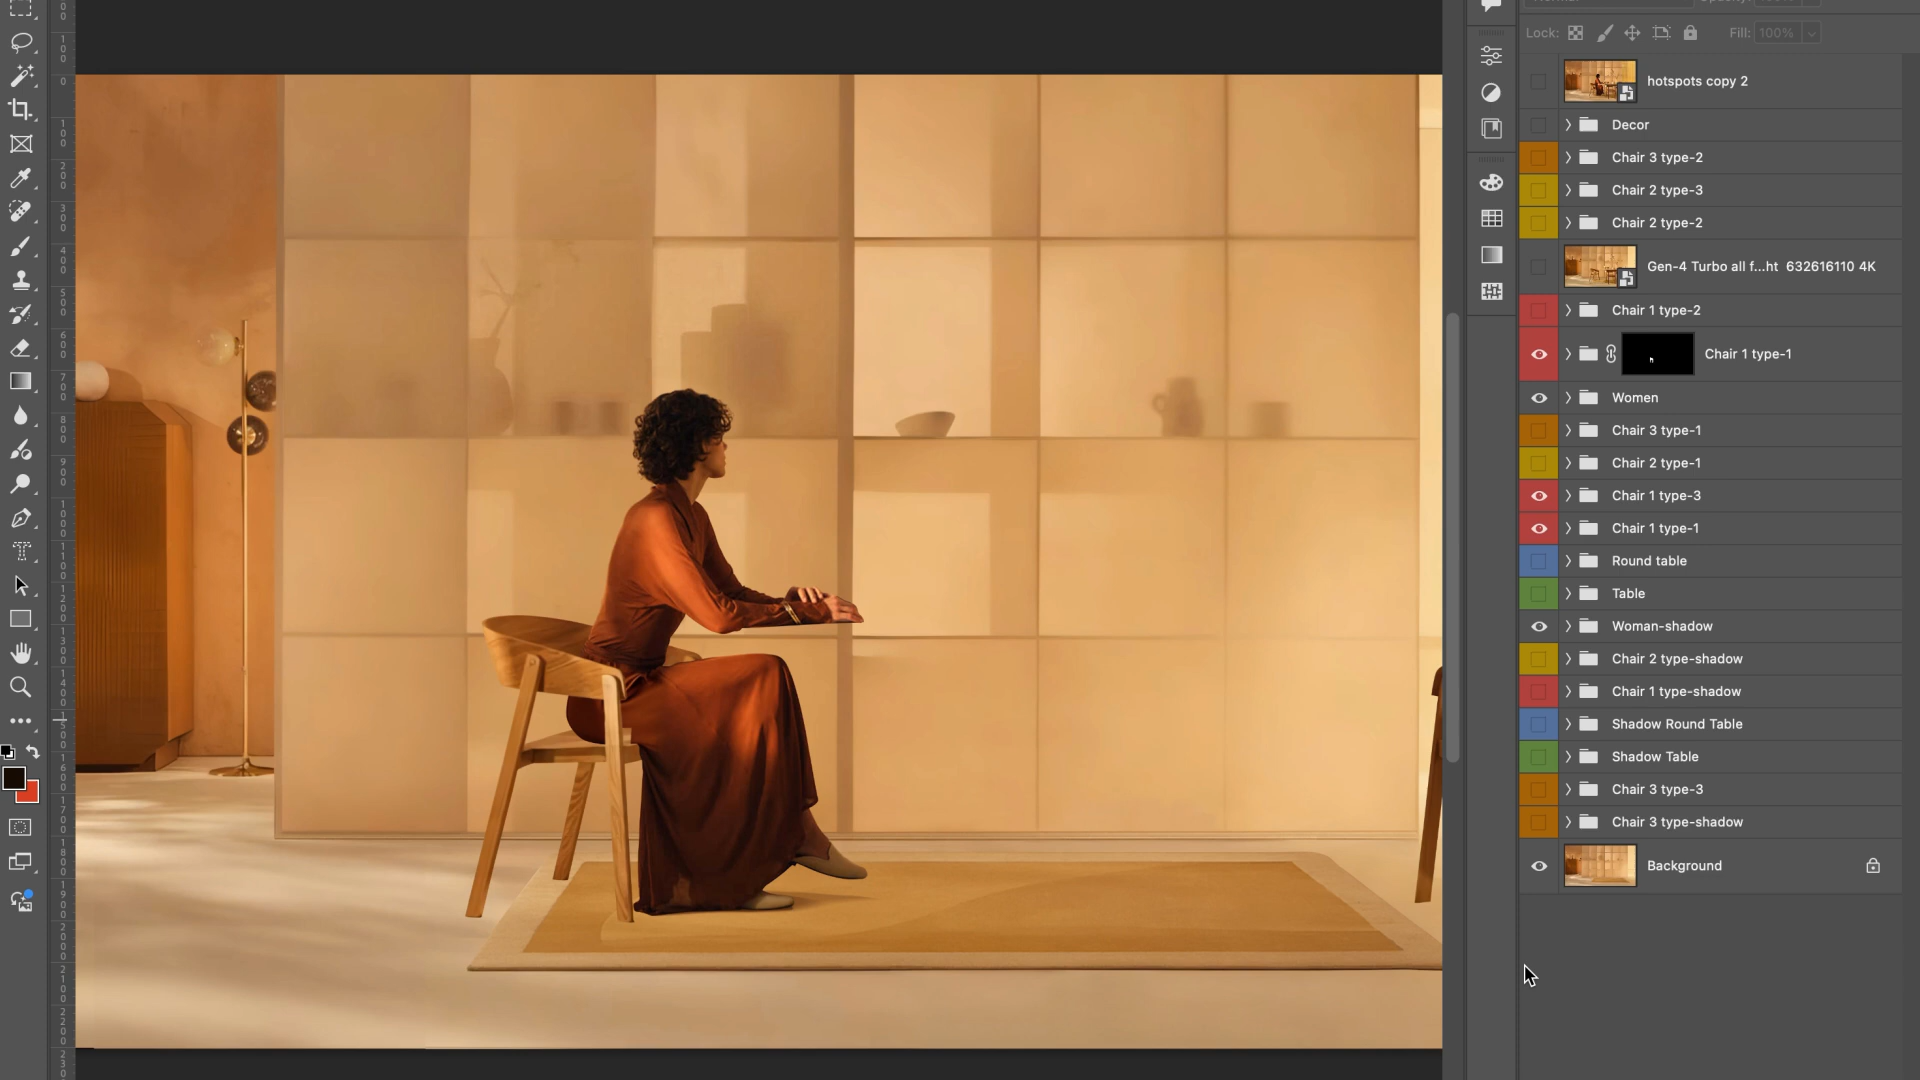 Lock:
Fill: 100%
hotspots copy 2
Decor
Chair 3 type-2
Chair 2 type-3
Chair 2 type-2
Gen-4 Turbo all f...ht 632616110 4K
Chair 1 type-2
Chair 1 type-1
Women
Chair 3 type-1
Chair 2 type-1
Chair 1 type-3
Chair 1 type-1
Round table
Table
Woman-shadow
Chair 2 type-shadow
Chair 1 type-shadow
Shadow Round Table
Shadow Table
Chair 3 type-3
Chair 3 type-shadow
Background